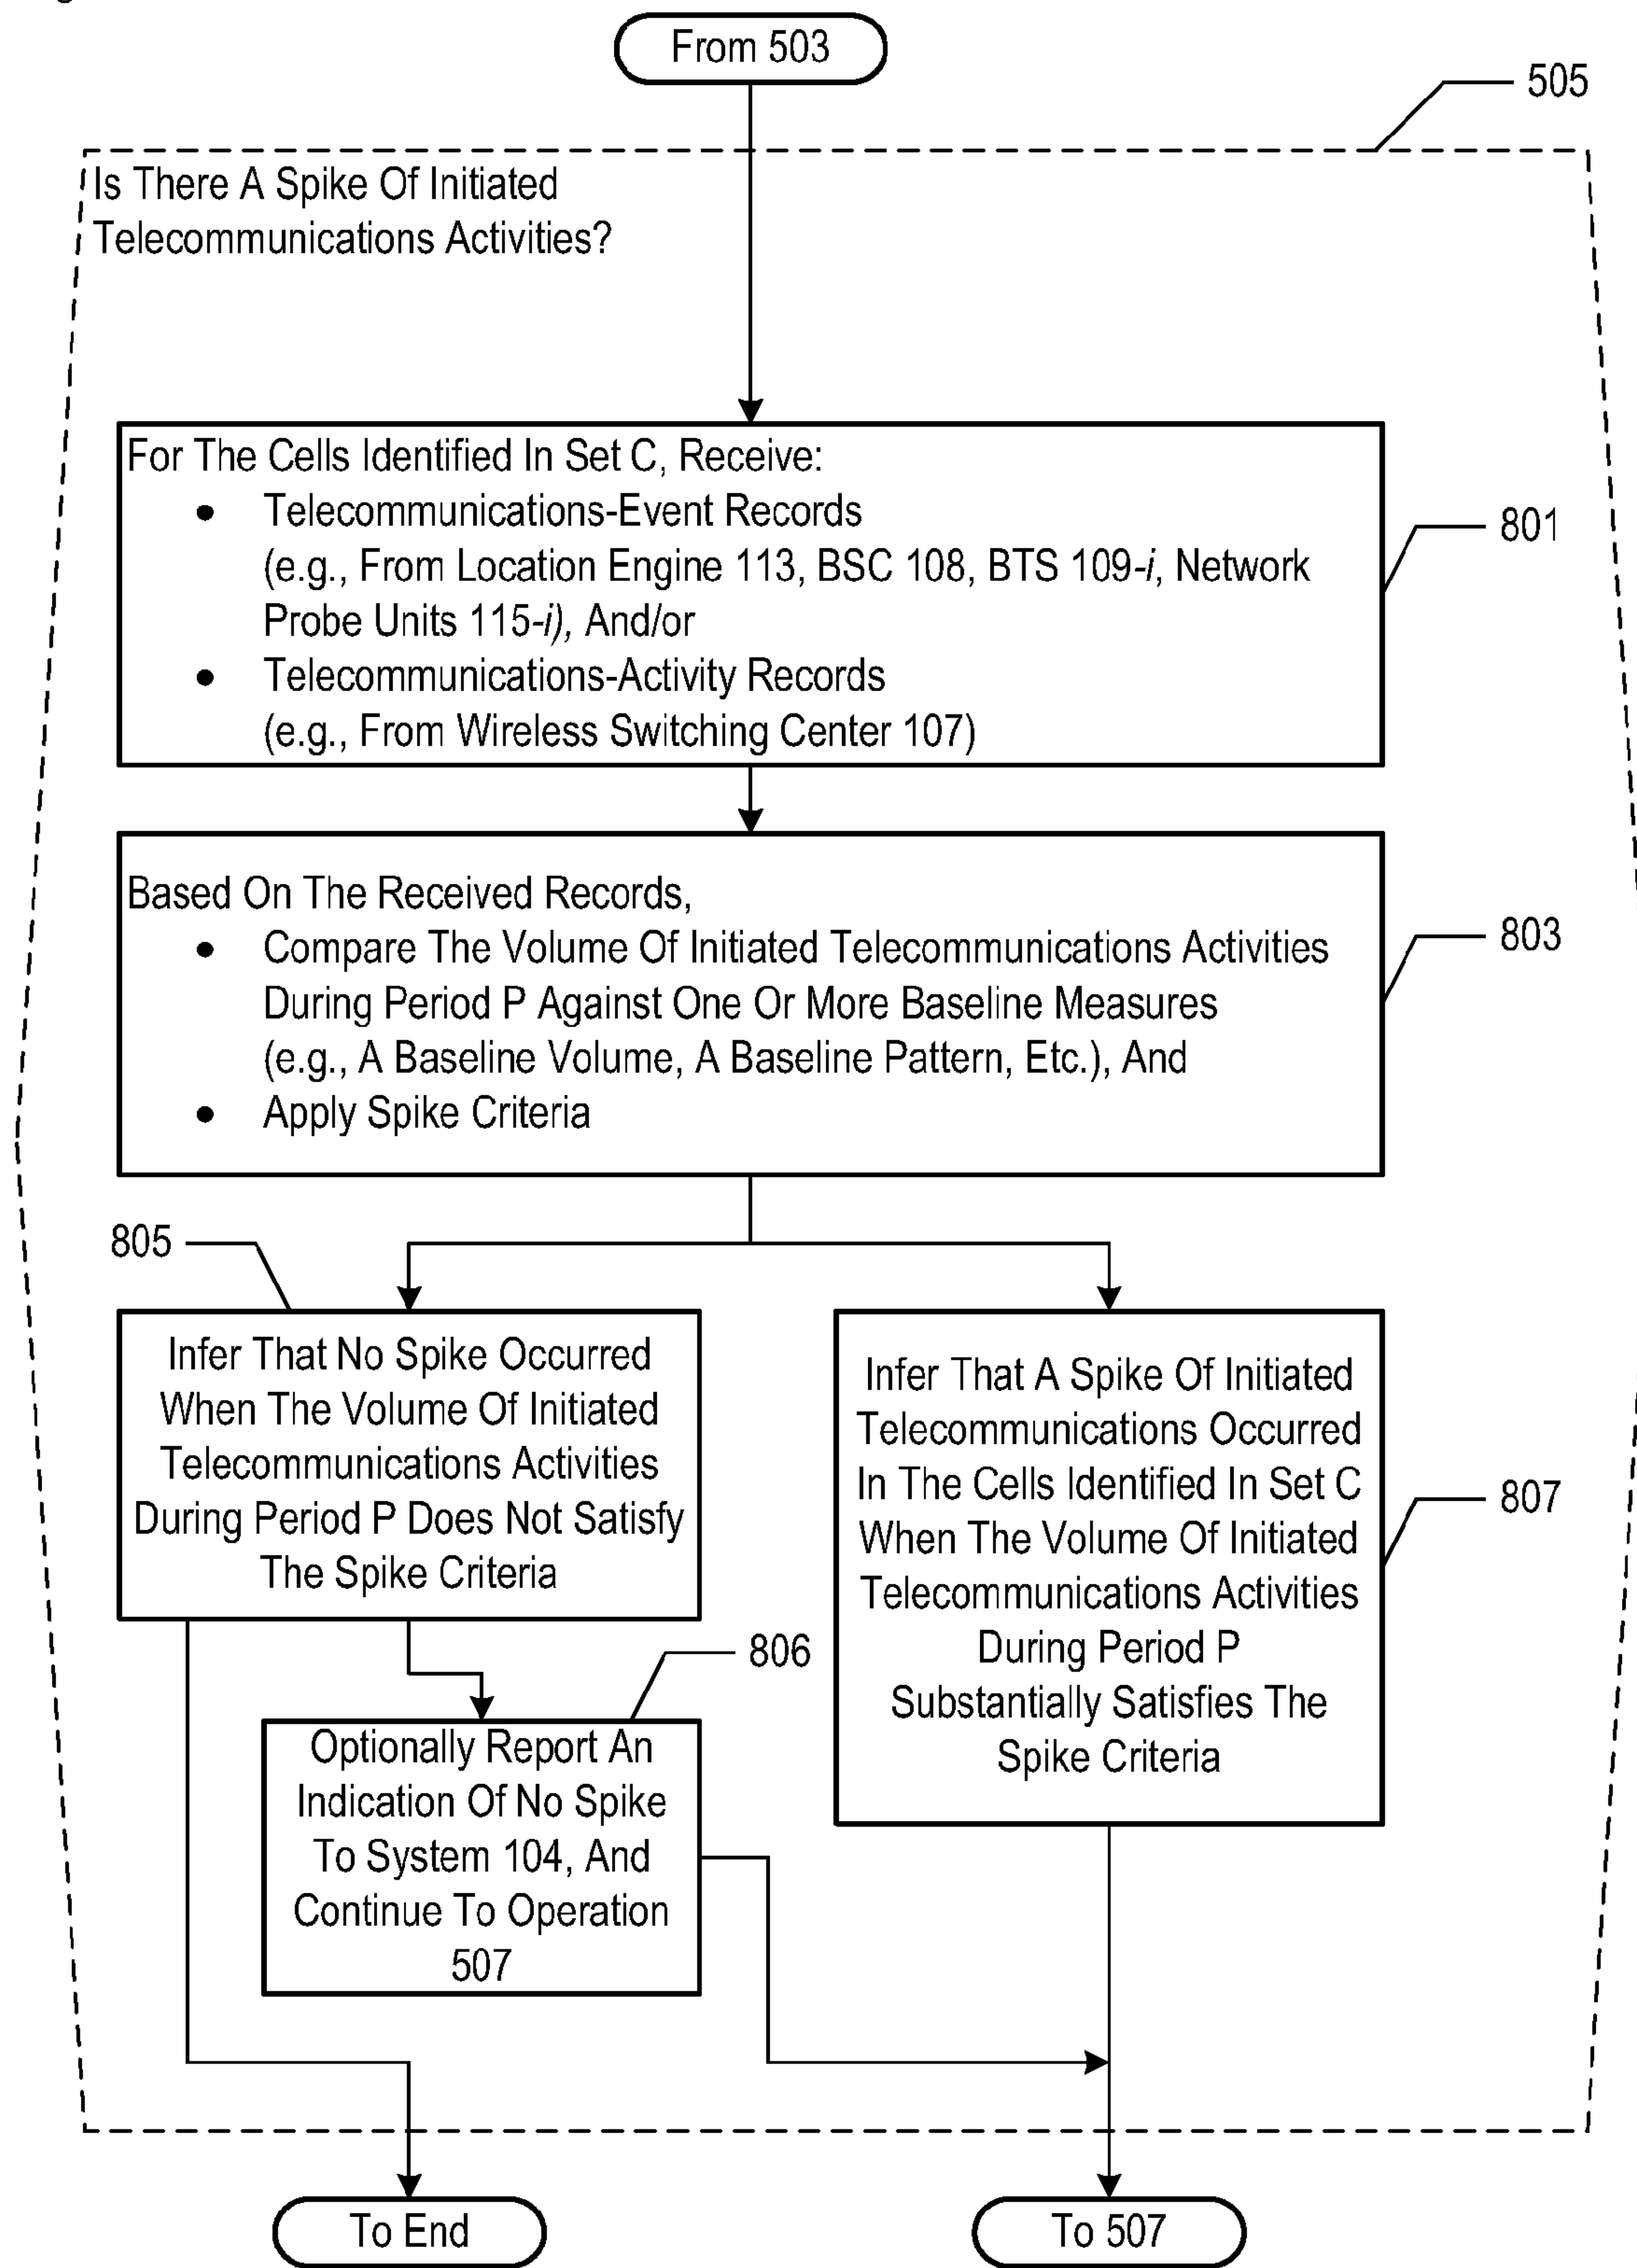 From 503
505
Is There A Spike Of Initiated
Telecommunications Activities?
For The Cells Identified In Set C, Receive:
• Telecommunications-Event Records
(e.g., From Location Engine 113, BSC 108, BTS 109-i, Network
Probe Units 115-i), And/or
• Telecommunications-Activity Records
(e.g., From Wireless Switching Center 107)
801
Based On The Received Records,
• Compare The Volume Of Initiated Telecommunications Activities
During Period P Against One Or More Baseline Measures
(e.g., A Baseline Volume, A Baseline Pattern, Etc.), And
• Apply Spike Criteria
803
805
Infer That No Spike Occurred
When The Volume Of Initiated
Telecommunications Activities
During Period P Does Not Satisfy
The Spike Criteria
Infer That A Spike Of Initiated
Telecommunications Occurred
In The Cells Identified In Set C
When The Volume Of Initiated
Telecommunications Activities
During Period P
Substantially Satisfies The
Spike Criteria
807
806
Optionally Report An
Indication Of No Spike
To System 104, And
Continue To Operation
507
To End
To 507